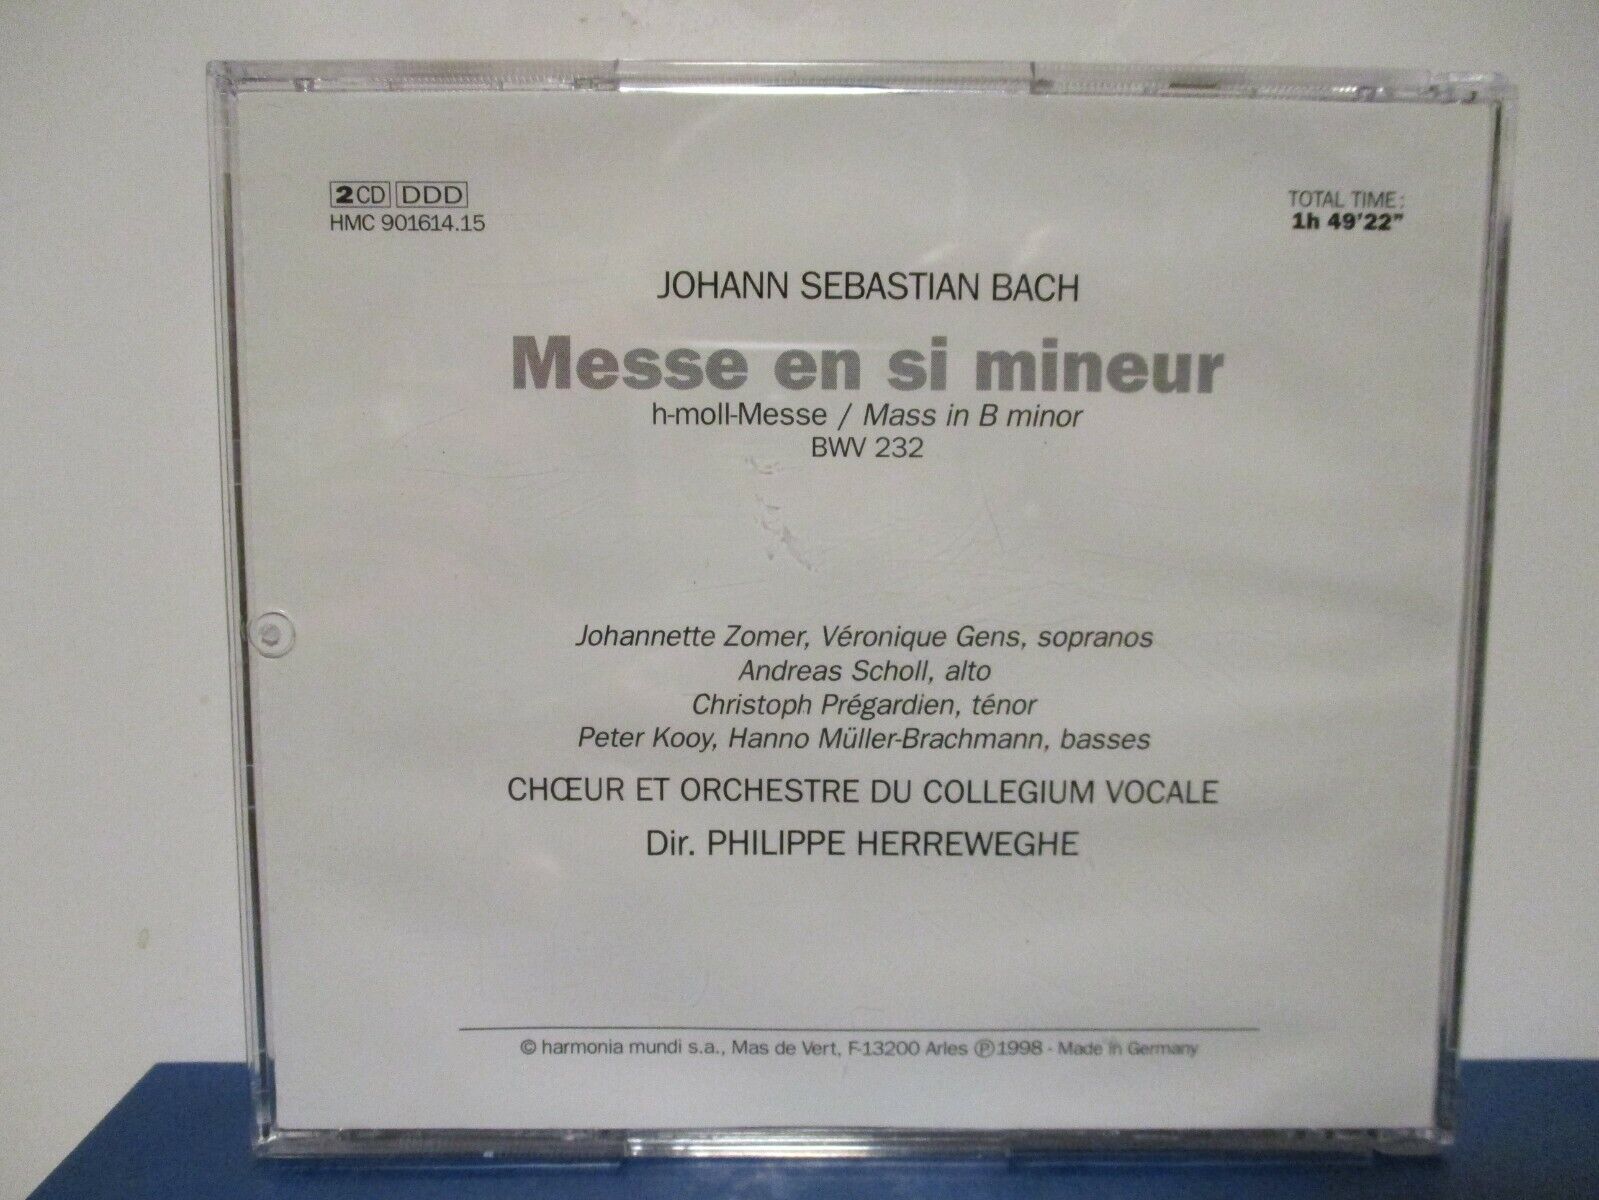 2CD DDD
HMC 901614.15
TOTAL TIME:
1h 49'22"
JOHANN SEBASTIAN BACH
Messe en si mineur
h-moll-Messe / Mass in B minor
BWV 232
Johannette Zomer, Véronique Gens, sopranos
Andreas Scholl, alto
Christoph Prégardien, ténor
Peter Kooy, Hanno Müller-Brachmann, basses
CHŒUR ET ORCHESTRE DU COLLEGIUM VOCALE
Dir. PHILIPPE HERREWEGHE
© harmonia mundi s.a., Mas de Vert, F-13200 Arles ℗ 1998 - Made in Germany